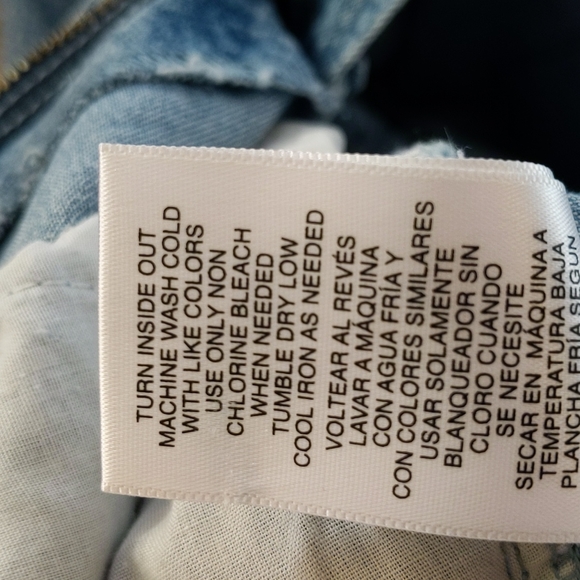 TURN INSIDE OUT
MACHINE WASH COLD
WITH LIKE COLORS
USE ONLY NON
CHLORINE BLEACH
WHEN NEEDED
TUMBLE DRY LOW
COOL IRON AS NEEDED
VOLTEAR AL REVÉS
LAVAR A MÁQUINA
CON AGUA FRÍA Y
CON COLORES SIMILARES
USAR SOLAMENTE
BLANQUEADOR SIN
CLORO CUANDO
SE NECESITE
SECAR EN MÁQUINA A
TEMPERATURA BAJA
PLANCHA FRÍA SEGÚN